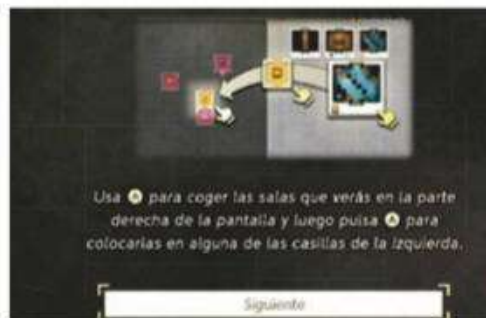 Usa A para coger las salas que verás en la parte
derecha de la pantalla y luego pulsa A para
colocarlas en alguna de las casillas de la izquierda.
Siguiente